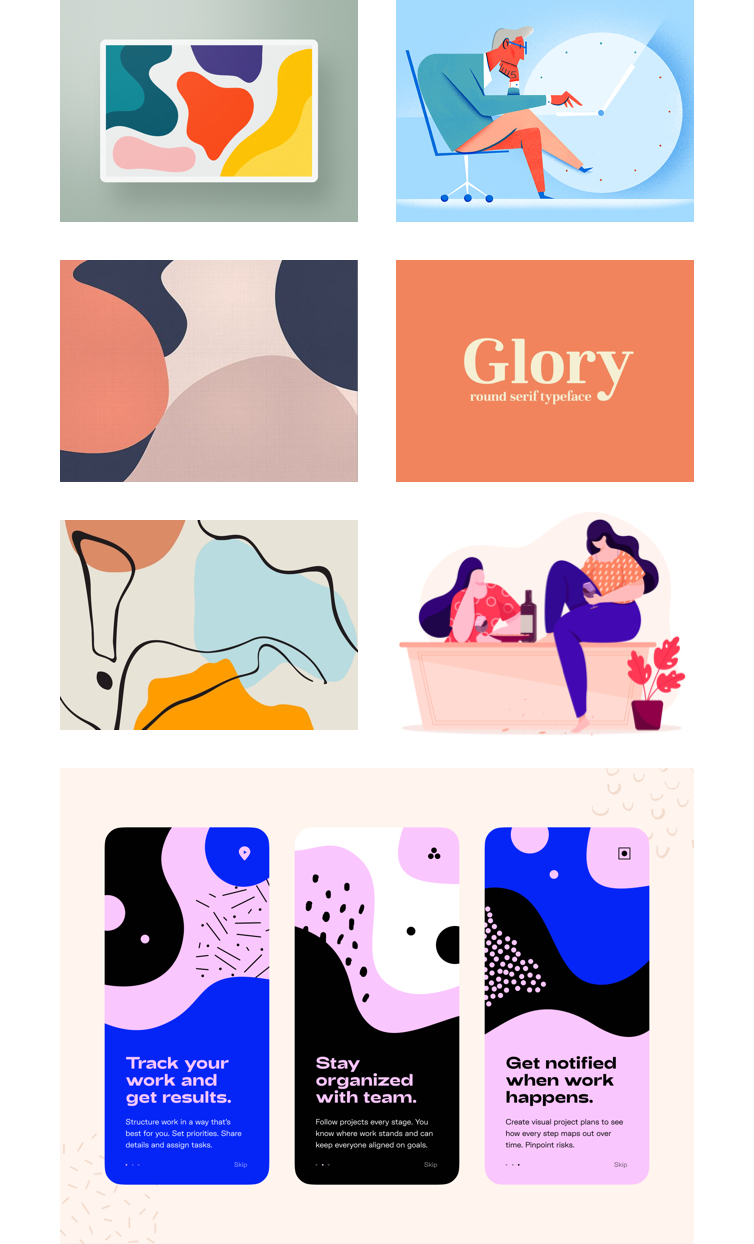 Glory
round serif typeface
Track your
work and
get results.
Structure work in a way that's
best for you. Set priorities. Share
details and assign tasks.
Skip
Stay
organized
with team.
Follow projects every stage. You
know where work stands and can
keep everyone aligned on goals.
Skip
Get notified
when work
happens.
Create visual project plans to see
how every step maps out over
time. Pinpoint risks.
Skip